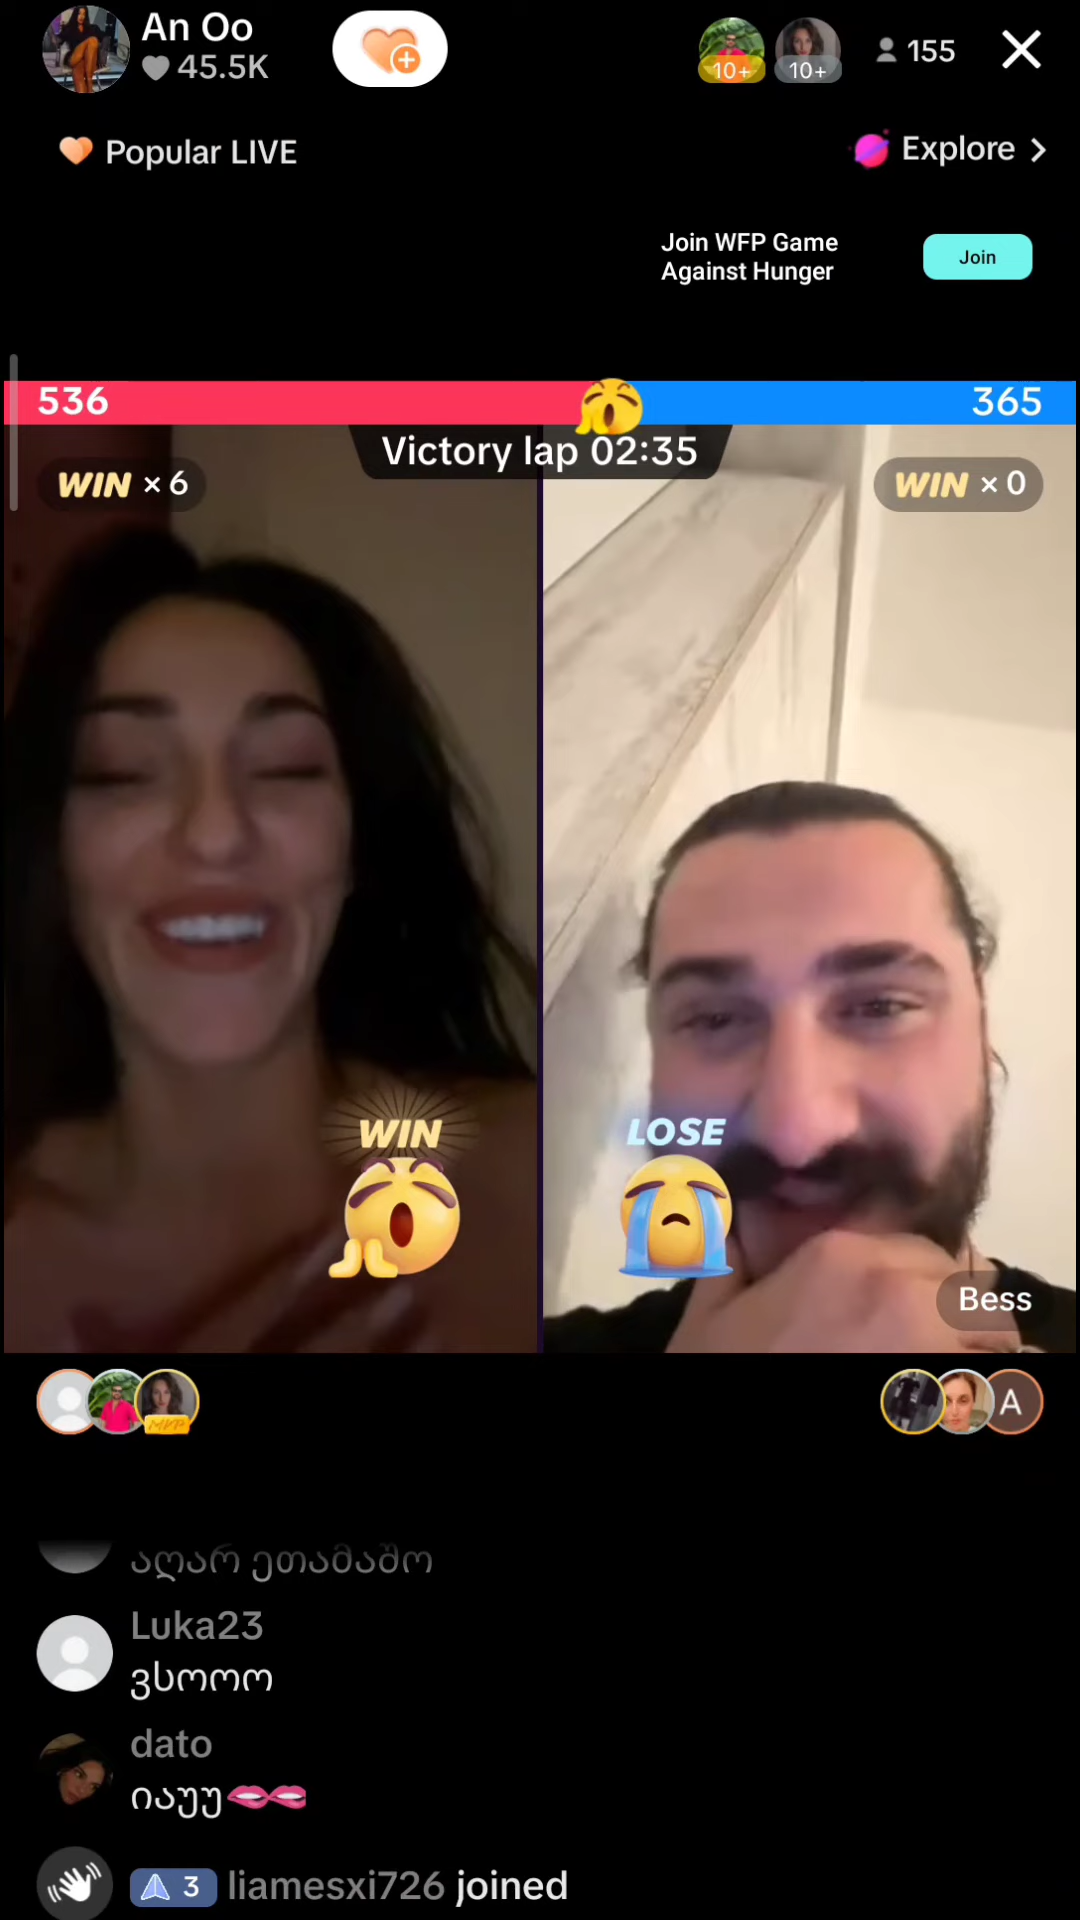 An Oo
45.5K
10+
10+
155
Popular LIVE
Explore
Join WFP Game
Against Hunger
Join
536
365
Victory lap 02:35
WIN × 6
WIN × 0
WIN
LOSE
Bess
MVP
A
აღარ ეთამაშო
Luka23
ვსოოო
dato
იაუუ
3 liamesxi726 joined